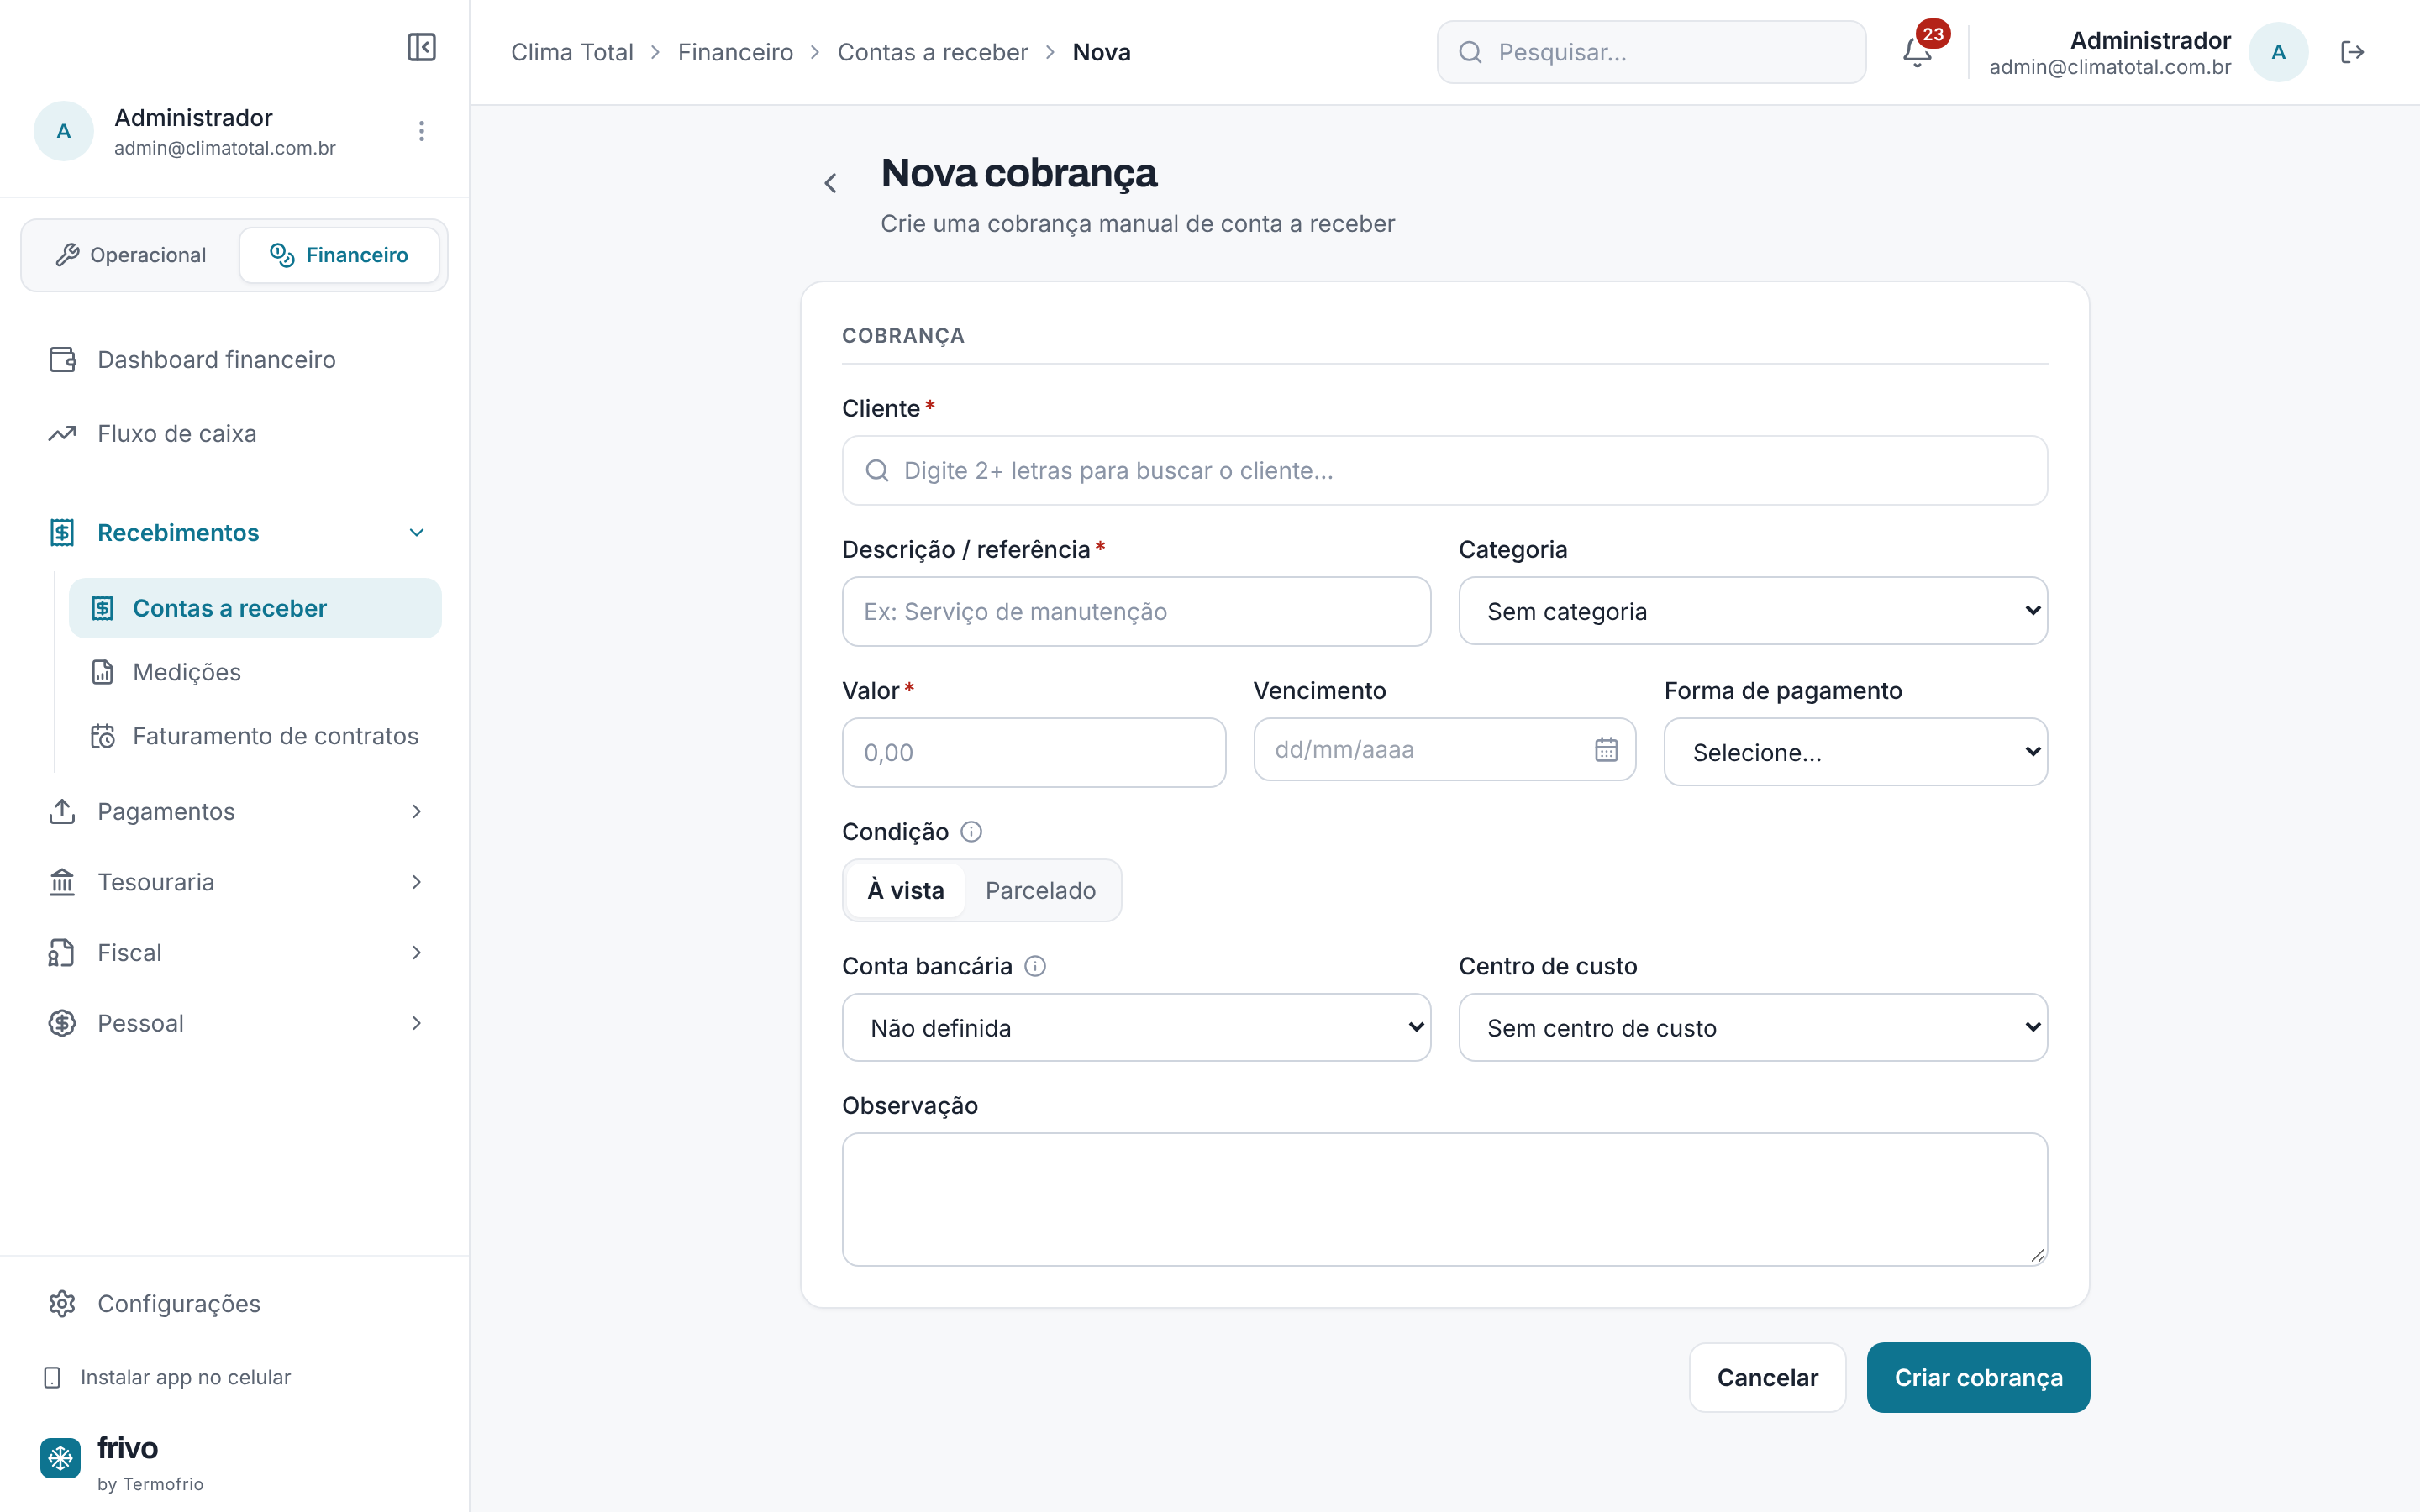 Clima Total > Financeiro > Contas a receber > Nova
Pesquisar...
23
Administrador
admin@climatotal.com.br
A
A
Administrador
admin@climatotal.com.br
Operacional
Financeiro
Dashboard financeiro
Fluxo de caixa
Recebimentos
Contas a receber
Medições
Faturamento de contratos
Pagamentos
Tesouraria
Fiscal
Pessoal
Configurações
Instalar app no celular
frivo
by Termofrio
Nova cobrança
Crie uma cobrança manual de conta a receber
COBRANÇA
Cliente*
Digite 2+ letras para buscar o cliente...
Descrição / referência*
Categoria
Ex: Serviço de manutenção
Sem categoria
Valor*
Vencimento
Forma de pagamento
0,00
dd/mm/aaaa
Selecione...
Condição
À vista
Parcelado
Conta bancária
Centro de custo
Não definida
Sem centro de custo
Observação
Cancelar
Criar cobrança